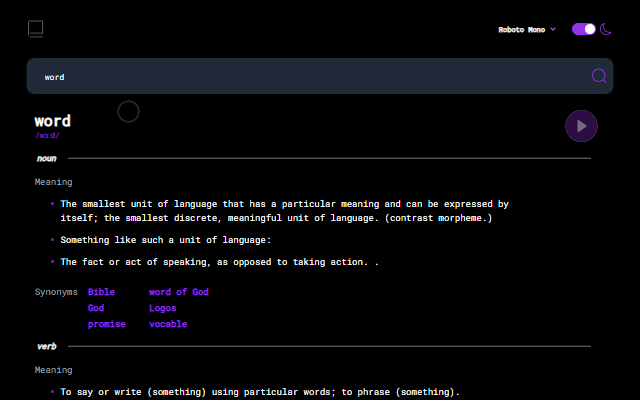 Roboto Mono
word
word
/wɜːd/
noun
Meaning
The smallest unit of language that has a particular meaning and can be expressed by
itself; the smallest discrete, meaningful unit of language. (contrast morpheme.)
Something like such a unit of language:
The fact or act of speaking, as opposed to taking action. .
Synonyms Bible word of God
God Logos
promise vocable
verb
Meaning
To say or write (something) using particular words; to phrase (something).